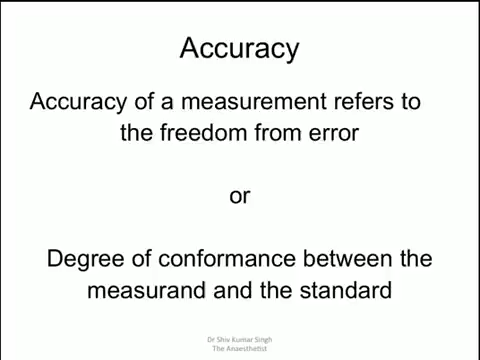 Accuracy
Accuracy of a measurement refers to
the freedom from error
or
Degree of conformance between the
measurand and the standard
Dr Shiv Kumar Singh
The Anaesthetist